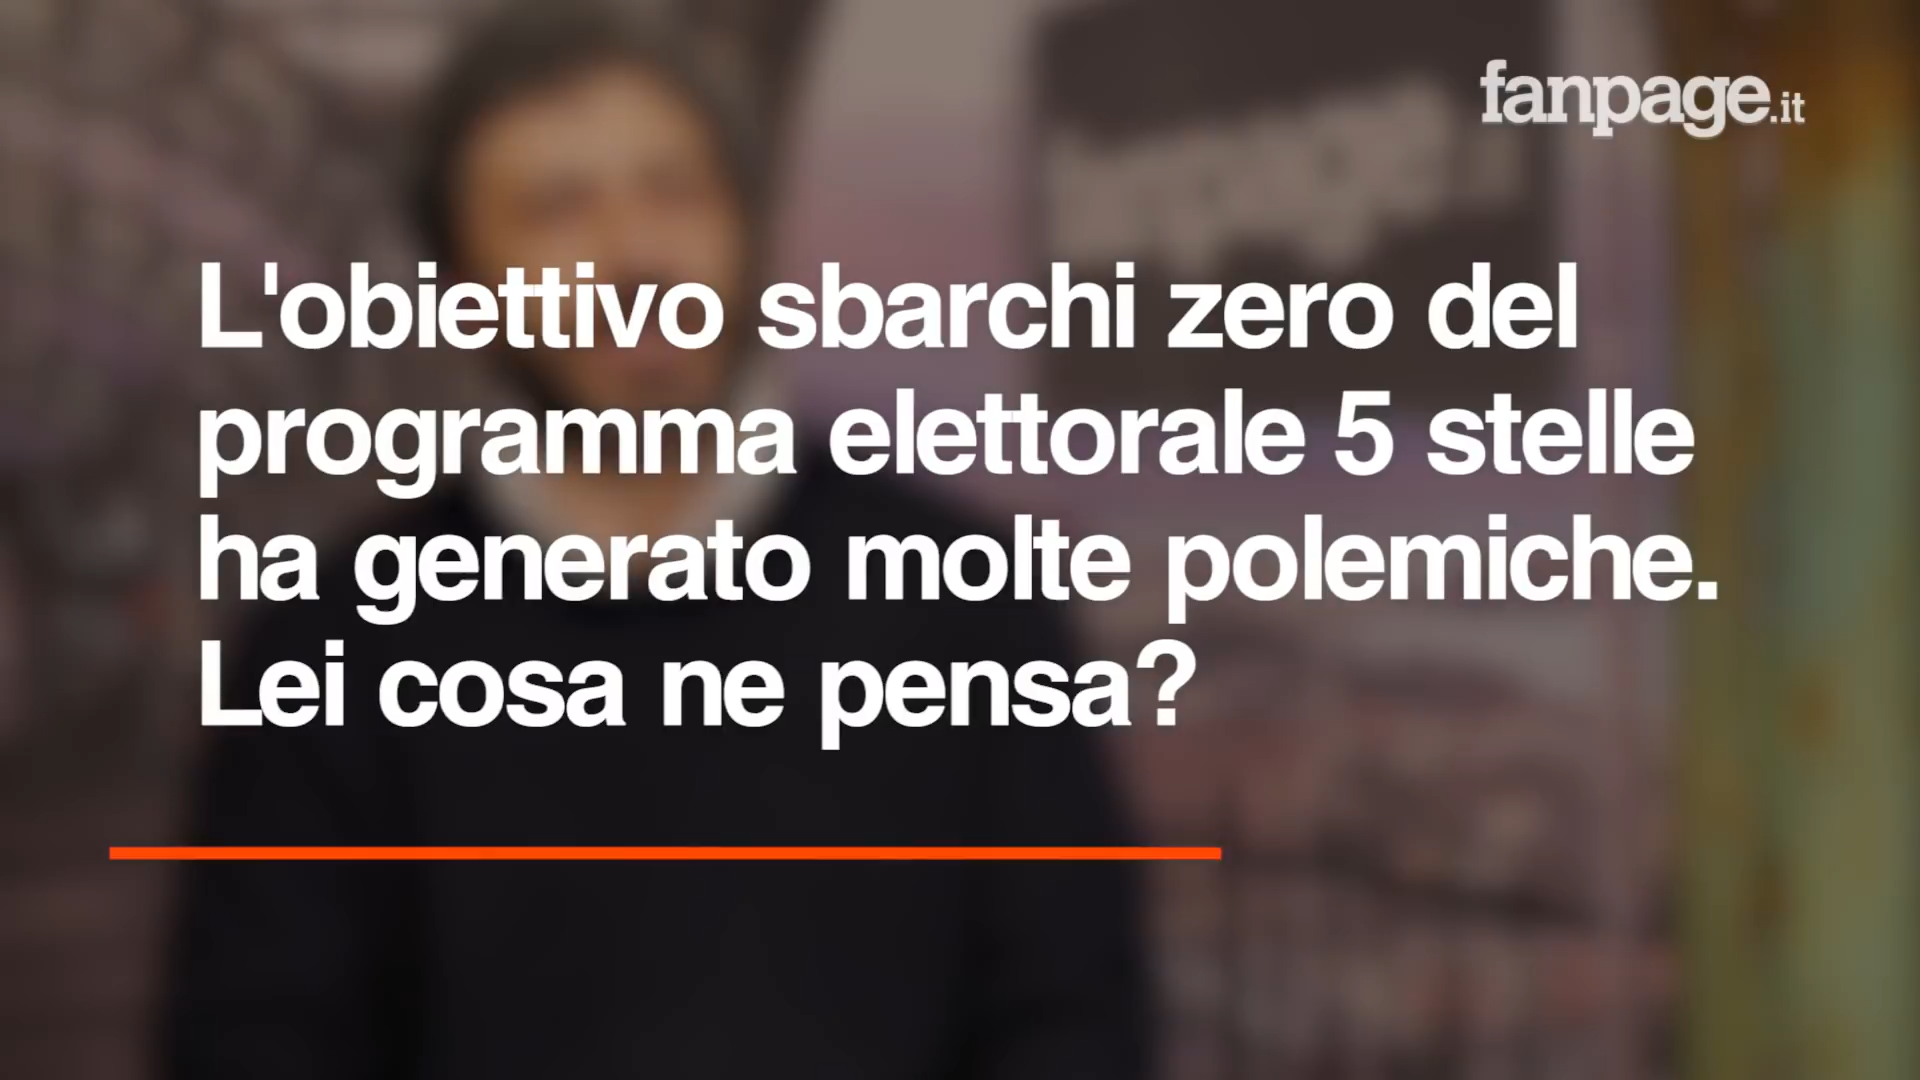 fanpage.it
L'obiettivo sbarchi zero del
programma elettorale 5 stelle
ha generato molte polemiche.
Lei cosa ne pensa?